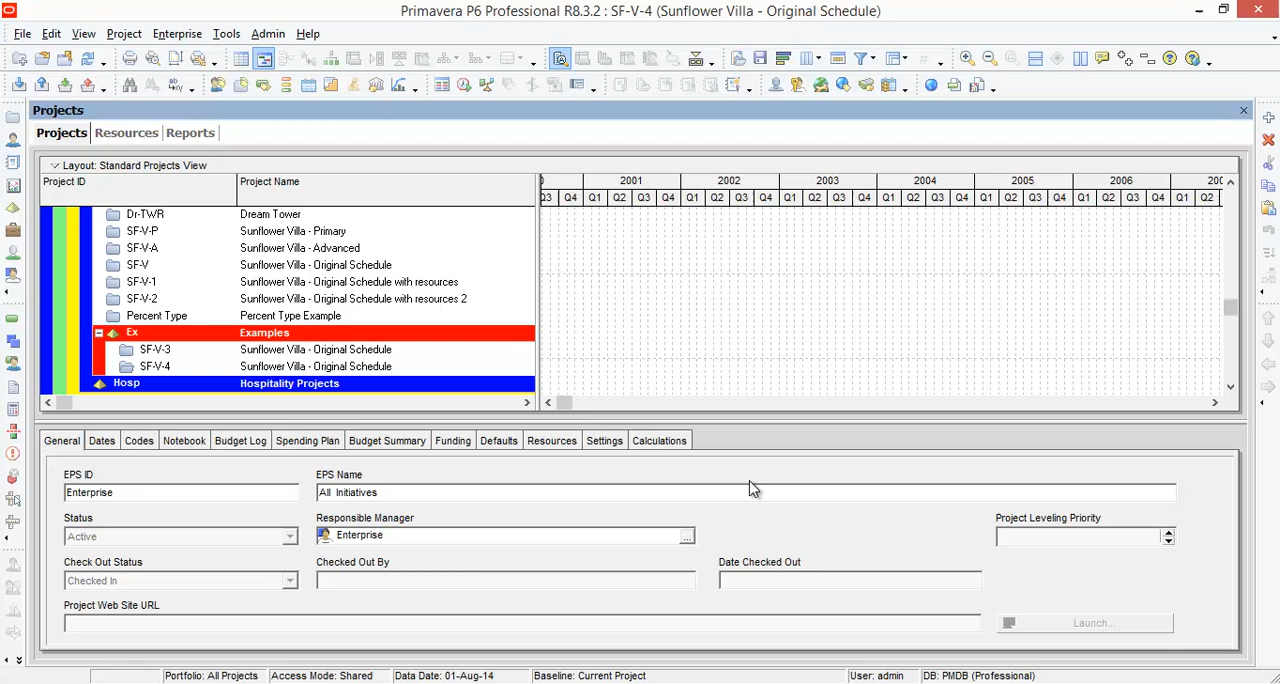 Primavera P6 Professional R8.3.2 : SF-V-4 (Sunflower Villa - Original Schedule)
File Edit View Project Enterprise Tools Admin Help
Projects
Projects Resources Reports
Layout: Standard Projects View
Project ID Project Name
2001 2002 2003 2004 2005 2006
Q3 Q4 Q1 Q2 Q3 Q4 Q1 Q2 Q3 Q4 Q1 Q2 Q3 Q4 Q1 Q2 Q3 Q4 Q1 Q2 Q3 Q4 Q1 Q2 Q3 Q4 Q1 Q2
Dr-TWR Dream Tower
SF-V-P Sunflower Villa - Primary
SF-V-A Sunflower Villa - Advanced
SF-V Sunflower Villa - Original Schedule
SF-V-1 Sunflower Villa - Original Schedule with resources
SF-V-2 Sunflower Villa - Original Schedule with resources 2
Percent Type Percent Type Example
Ex Examples
SF-V-3 Sunflower Villa - Original Schedule
SF-V-4 Sunflower Villa - Original Schedule
Hosp Hospitality Projects
General Dates Codes Notebook Budget Log Spending Plan Budget Summary Funding Defaults Resources Settings Calculations
EPS ID EPS Name
Enterprise All Initiatives
Status Responsible Manager Project Leveling Priority
Active Enterprise ...
Check Out Status Checked Out By Date Checked Out
Checked In
Project Web Site URL
Launch...
Portfolio: All Projects Access Mode: Shared Data Date: 01-Aug-14 Baseline: Current Project User: admin DB: PMDB (Professional)